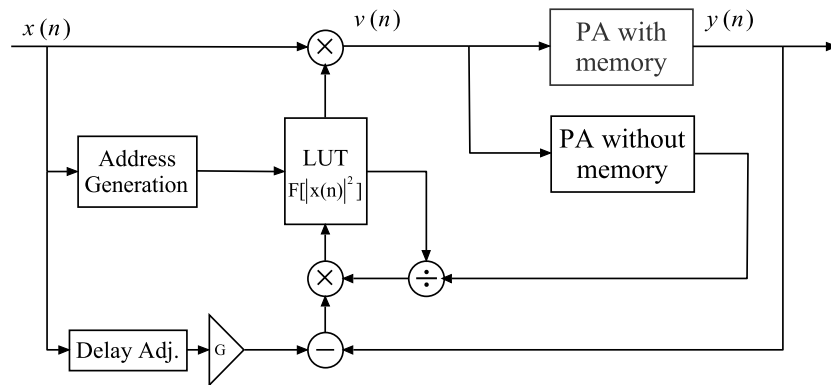 x(n)
v(n)
y(n)
×
PA with
memory
Address
Generation
LUT
F[|x(n)|²]
PA without
memory
×
÷
Delay Adj.
G
−